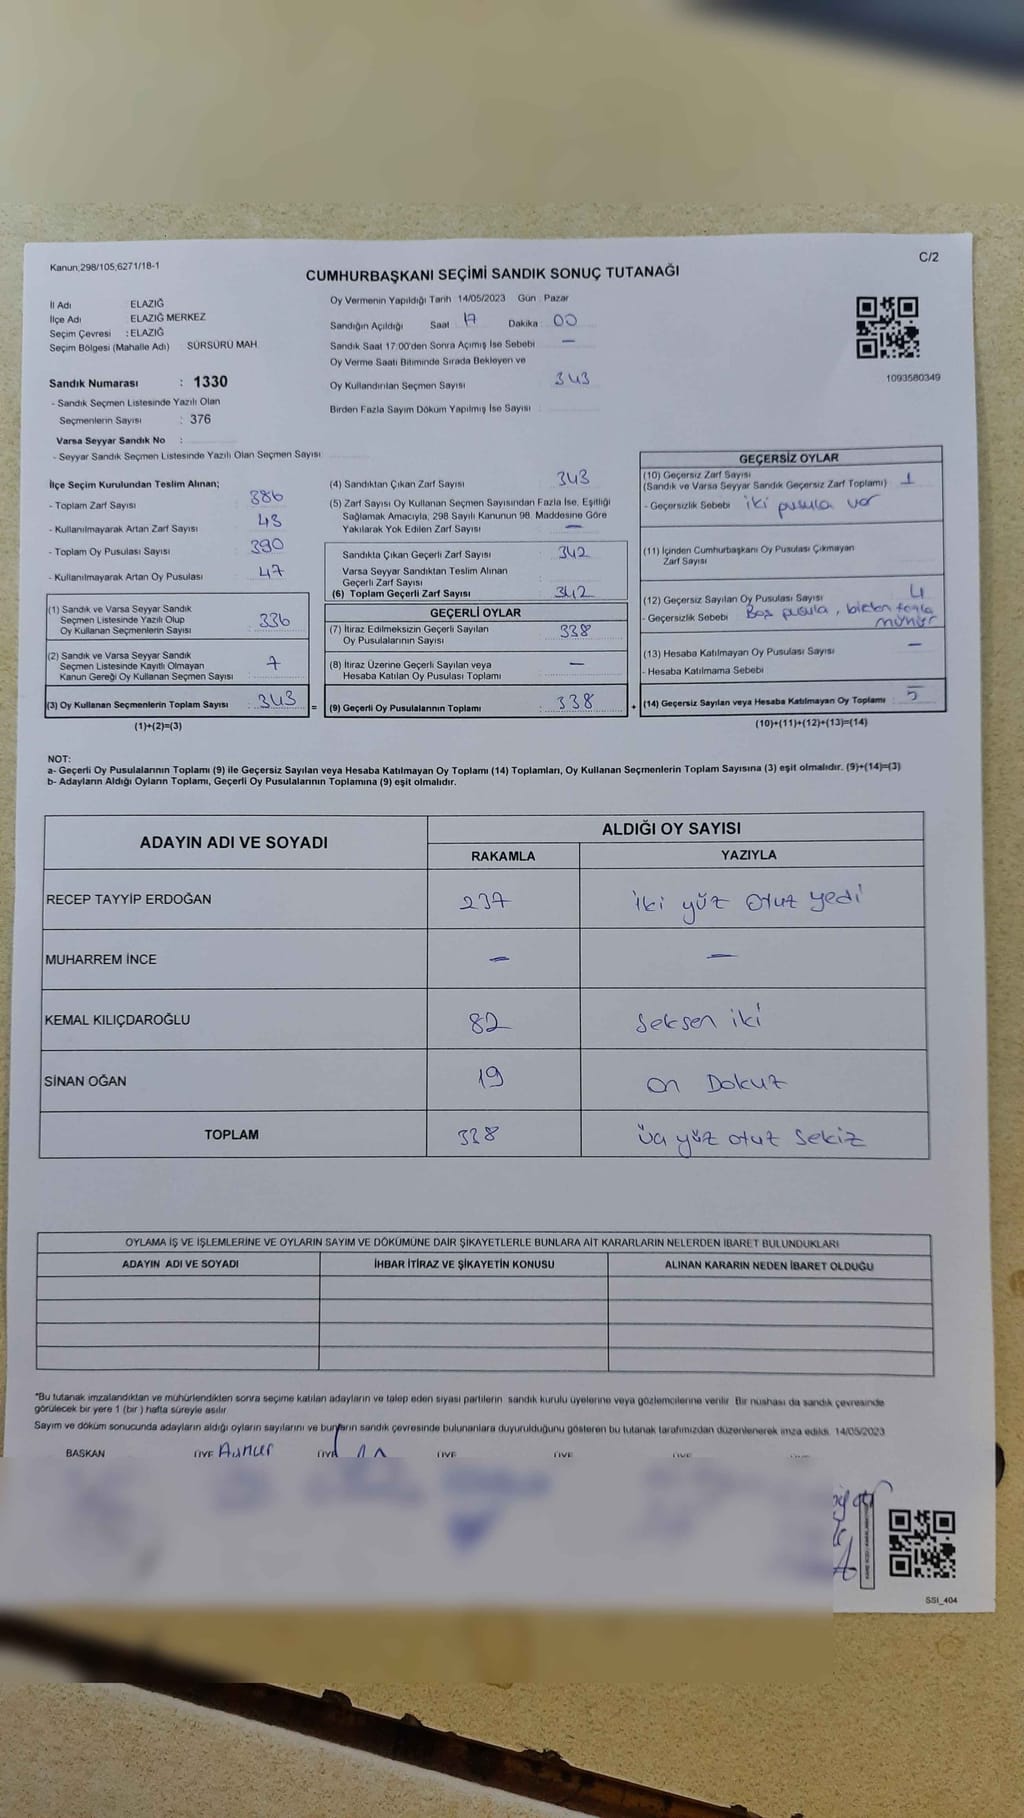 Kanun;298/105;6271/18-1
C/2
CUMHURBAŞKANI SEÇİMİ SANDIK SONUÇ TUTANAĞI
İl Adı ELAZIĞ
İlçe Adı ELAZIĞ MERKEZ
Seçim Çevresi : ELAZIĞ
Seçim Bölgesi (Mahalle Adı) SÜRSÜRÜ MAH.
Sandık Numarası : 1330
- Sandık Seçmen Listesinde Yazılı Olan
Seçmenlerin Sayısı : 376
Varsa Seyyar Sandık No :
- Seyyar Sandık Seçmen Listesinde Yazılı Olan Seçmen Sayısı
Oy Vermenin Yapıldığı Tarih 14/05/2023 Gün : Pazar
Sandığın Açıldığı Saat 17 Dakika 00
Sandık Saat 17:00'den Sonra Açımış İse Sebebi —
Oy Verme Saati Bitiminde Sırada Bekleyen ve
Oy Kullandırılan Seçmen Sayısı 343
Birden Fazla Sayım Döküm Yapılmış İse Sayısı :
1093580349
İlçe Seçim Kurulundan Teslim Alınan;
- Toplam Zarf Sayısı 386
- Kullanılmayarak Artan Zarf Sayısı 43
- Toplam Oy Pusulası Sayısı 390
- Kullanılmayarak Artan Oy Pusulası 47
(1) Sandık ve Varsa Seyyar Sandık
Seçmen Listesinde Yazılı Olup
Oy Kullanan Seçmenlerin Sayısı 336
(2) Sandık ve Varsa Seyyar Sandık
Seçmen Listesinde Kayıtlı Olmayan
Kanun Gereği Oy Kullanan Seçmen Sayısı 7
(3) Oy Kullanan Seçmenlerin Toplam Sayısı : 343 =
(1)+(2)=(3)
(4) Sandıktan Çıkan Zarf Sayısı 343
(5) Zarf Sayısı Oy Kullanan Seçmen Sayısından Fazla İse, Eşitliği
Sağlamak Amacıyla, 298 Sayılı Kanunun 98. Maddesine Göre
Yakılarak Yok Edilen Zarf Sayısı —
Sandıkta Çıkan Geçerli Zarf Sayısı 342
Varsa Seyyar Sandıktan Teslim Alınan
Geçerli Zarf Sayısı
(6) Toplam Geçerli Zarf Sayısı 342
GEÇERLİ OYLAR
(7) İtiraz Edilmeksizin Geçerli Sayılan
Oy Pusulalarının Sayısı 338
(8) İtiraz Üzerine Geçerli Sayılan veya
Hesaba Katılan Oy Pusulası Toplamı —
(9) Geçerli Oy Pusulalarının Toplamı : 338 +
GEÇERSİZ OYLAR
(10) Geçersiz Zarf Sayısı
(Sandık ve Varsa Seyyar Sandık Geçersiz Zarf Toplamı) 1
- Geçersizlik Sebebi iki pusula var
(11) İçinden Cumhurbaşkanı Oy Pusulası Çıkmayan
Zarf Sayısı
(12) Geçersiz Sayılan Oy Pusulası Sayısı 4
- Geçersizlik Sebebi Boş pusula, birden fazla
mühür
(13) Hesaba Katılmayan Oy Pusulası Sayısı —
- Hesaba Katılmama Sebebi
(14) Geçersiz Sayılan veya Hesaba Katılmayan Oy Toplamı : 5
(10)+(11)+(12)+(13)=(14)
NOT:
a- Geçerli Oy Pusulalarının Toplamı (9) ile Geçersiz Sayılan veya Hesaba Katılmayan Oy Toplamı (14) Toplamları, Oy Kullanan Seçmenlerin Toplam Sayısına (3) eşit olmalıdır. (9)+(14)=(3)
b- Adayların Aldığı Oyların Toplamı, Geçerli Oy Pusulalarının Toplamına (9) eşit olmalıdır.
ADAYIN ADI VE SOYADI
ALDIĞI OY SAYISI
RAKAMLA YAZIYLA
RECEP TAYYİP ERDOĞAN 237 iki yüz otuz yedi
MUHARREM İNCE — —
KEMAL KILIÇDAROĞLU 82 Seksen iki
SİNAN OĞAN 19 on Dokuz
TOPLAM 338 üç yüz otuz sekiz
OYLAMA İŞ VE İŞLEMLERİNE VE OYLARIN SAYIM VE DÖKÜMÜNE DAİR ŞİKAYETLERLE BUNLARA AİT KARARLARIN NELERDEN İBARET BULUNDUKLARI
ADAYIN ADI VE SOYADI İHBAR İTİRAZ VE ŞİKAYETİN KONUSU ALINAN KARARIN NEDEN İBARET OLDUĞU
*Bu tutanak imzalandıktan ve mühürlendikten sonra seçime katılan adayların ve talep eden siyasi partilerin sandık kurulu üyelerine veya gözlemcilerine verilir. Bir nushası da sandık çevresinde
görülecek bir yere 1 (bir ) hafta süreyle asılır.
Sayım ve döküm sonucunda adayların aldığı oyların sayılarını ve bunların sandık çevresinde bulunanlara duyurulduğunu gösteren bu tutanak tarafımızdan düzenlenerek imza edildi. 14/05/2023
BAŞKAN ÜYE ÜYE ÜYE ÜYE ÜYE
SSI_404